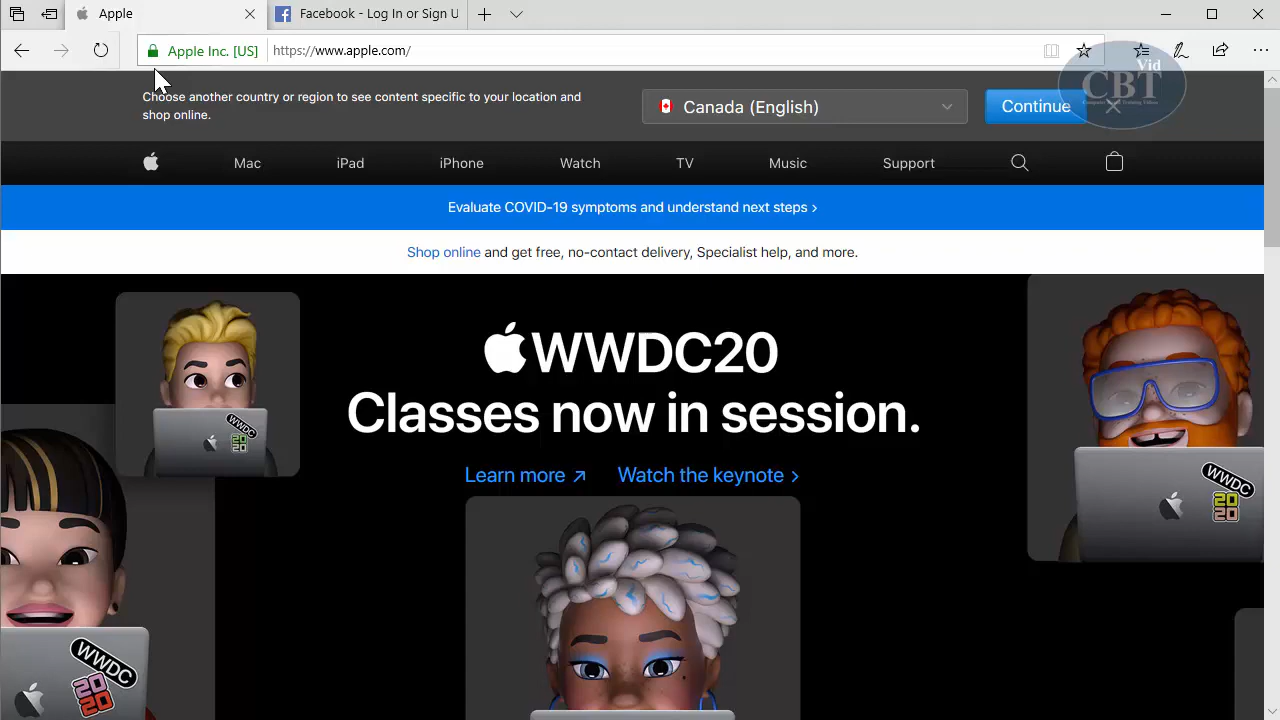 Apple
Facebook - Log In or Sign U
Apple Inc. [US]
https://www.apple.com/
Vid
CBT
Choose another country or region to see content specific to your location and
shop online.
Canada (English)
Continue
Mac
iPad
iPhone
Watch
TV
Music
Support
Evaluate COVID-19 symptoms and understand next steps >
Shop online and get free, no-contact delivery, Specialist help, and more.
WWDC20
Classes now in session.
Learn more ↗
Watch the keynote >
WWDC
20
20
WWDC
20
20
WWDC
20
20